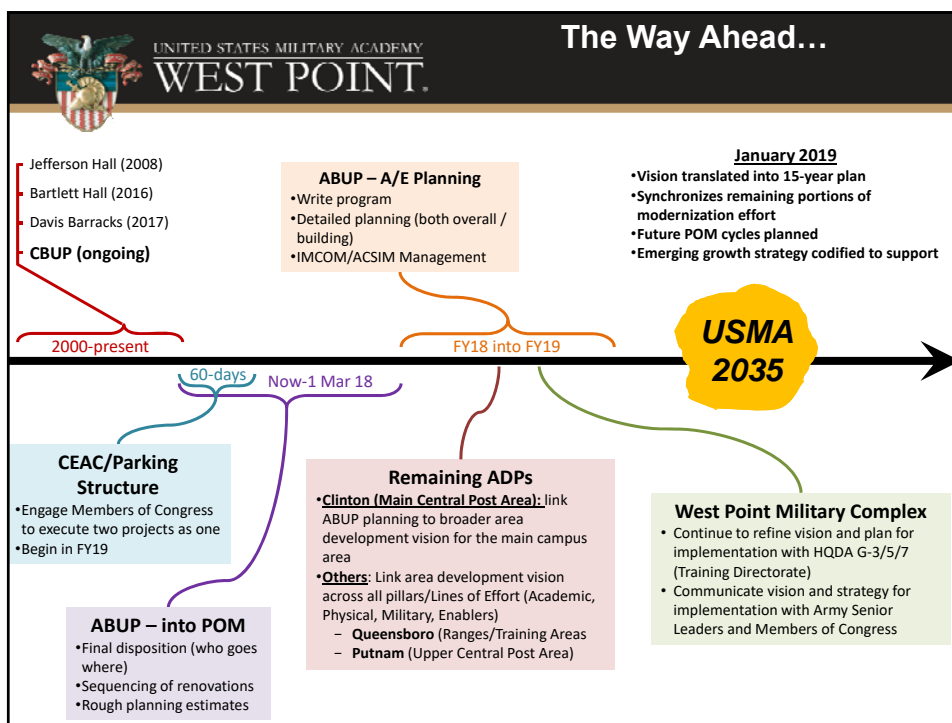 UNITED STATES MILITARY ACADEMY
WEST POINT.
The Way Ahead…
Jefferson Hall (2008)
Bartlett Hall (2016)
Davis Barracks (2017)
CBUP (ongoing)
ABUP – A/E Planning
•Write program
•Detailed planning (both overall /
building)
•IMCOM/ACSIM Management
January 2019
•Vision translated into 15-year plan
•Synchronizes remaining portions of
modernization effort
•Future POM cycles planned
•Emerging growth strategy codified to support
2000-present
FY18 into FY19
USMA
2035
60-days
Now-1 Mar 18
CEAC/Parking
Structure
•Engage Members of Congress
to execute two projects as one
•Begin in FY19
ABUP – into POM
•Final disposition (who goes
where)
•Sequencing of renovations
•Rough planning estimates
Remaining ADPs
•Clinton (Main Central Post Area): link
ABUP planning to broader area
development vision for the main campus
area
•Others: Link area development vision
across all pillars/Lines of Effort (Academic,
Physical, Military, Enablers)
– Queensboro (Ranges/Training Areas
– Putnam (Upper Central Post Area)
West Point Military Complex
• Continue to refine vision and plan for
implementation with HQDA G-3/5/7
(Training Directorate)
• Communicate vision and strategy for
implementation with Army Senior
Leaders and Members of Congress